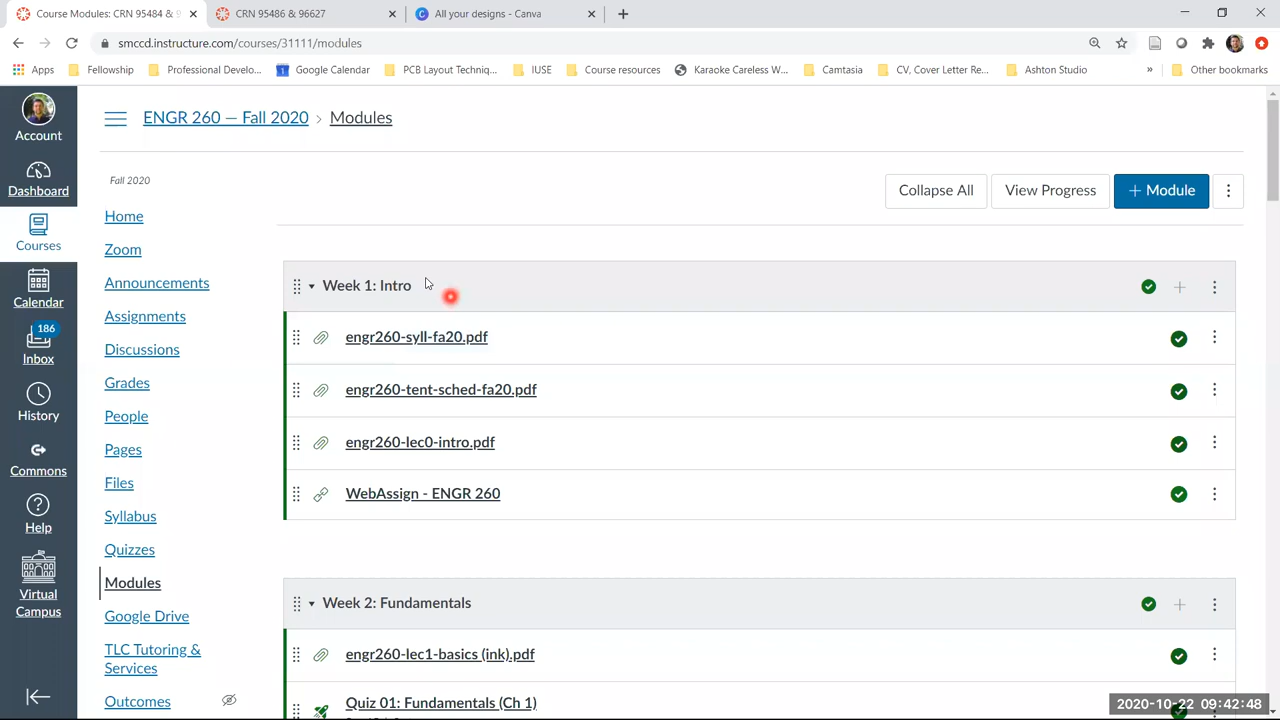 Course Modules: CRN 95484 &
CRN 95486 & 96627
All your designs - Canva
smccd.instructure.com/courses/31111/modules
Apps
Fellowship
Professional Develo...
Google Calendar
PCB Layout Techniq...
IUSE
Course resources
Karaoke Careless W...
Camtasia
CV, Cover Letter Re...
Ashton Studio
»
Other bookmarks
Account
Dashboard
Courses
Calendar
186
Inbox
History
Commons
Help
Virtual
Campus
ENGR 260 — Fall 2020 › Modules
Fall 2020
Home
Zoom
Announcements
Assignments
Discussions
Grades
People
Pages
Files
Syllabus
Quizzes
Modules
Google Drive
TLC Tutoring &
Services
Outcomes
Collapse All
View Progress
+ Module
Week 1: Intro
engr260-syll-fa20.pdf
engr260-tent-sched-fa20.pdf
engr260-lec0-intro.pdf
WebAssign - ENGR 260
Week 2: Fundamentals
engr260-lec1-basics (ink).pdf
Quiz 01: Fundamentals (Ch 1)
2020-10-22 09:42:48